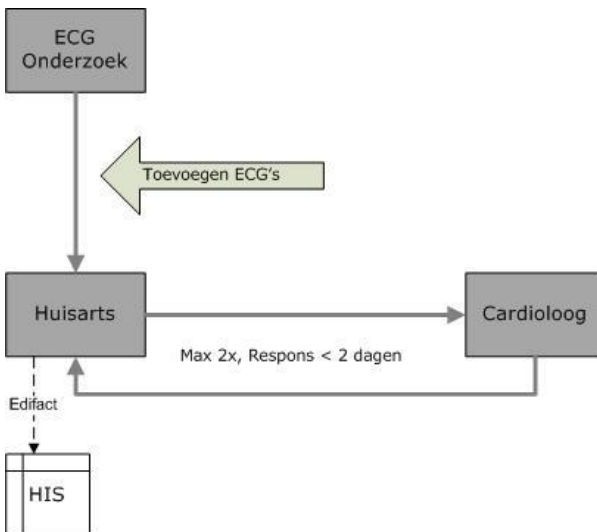 ECG
Onderzoek
Toevoegen ECG's
Huisarts
Cardioloog
Max 2x, Respons < 2 dagen
Edifact
HIS